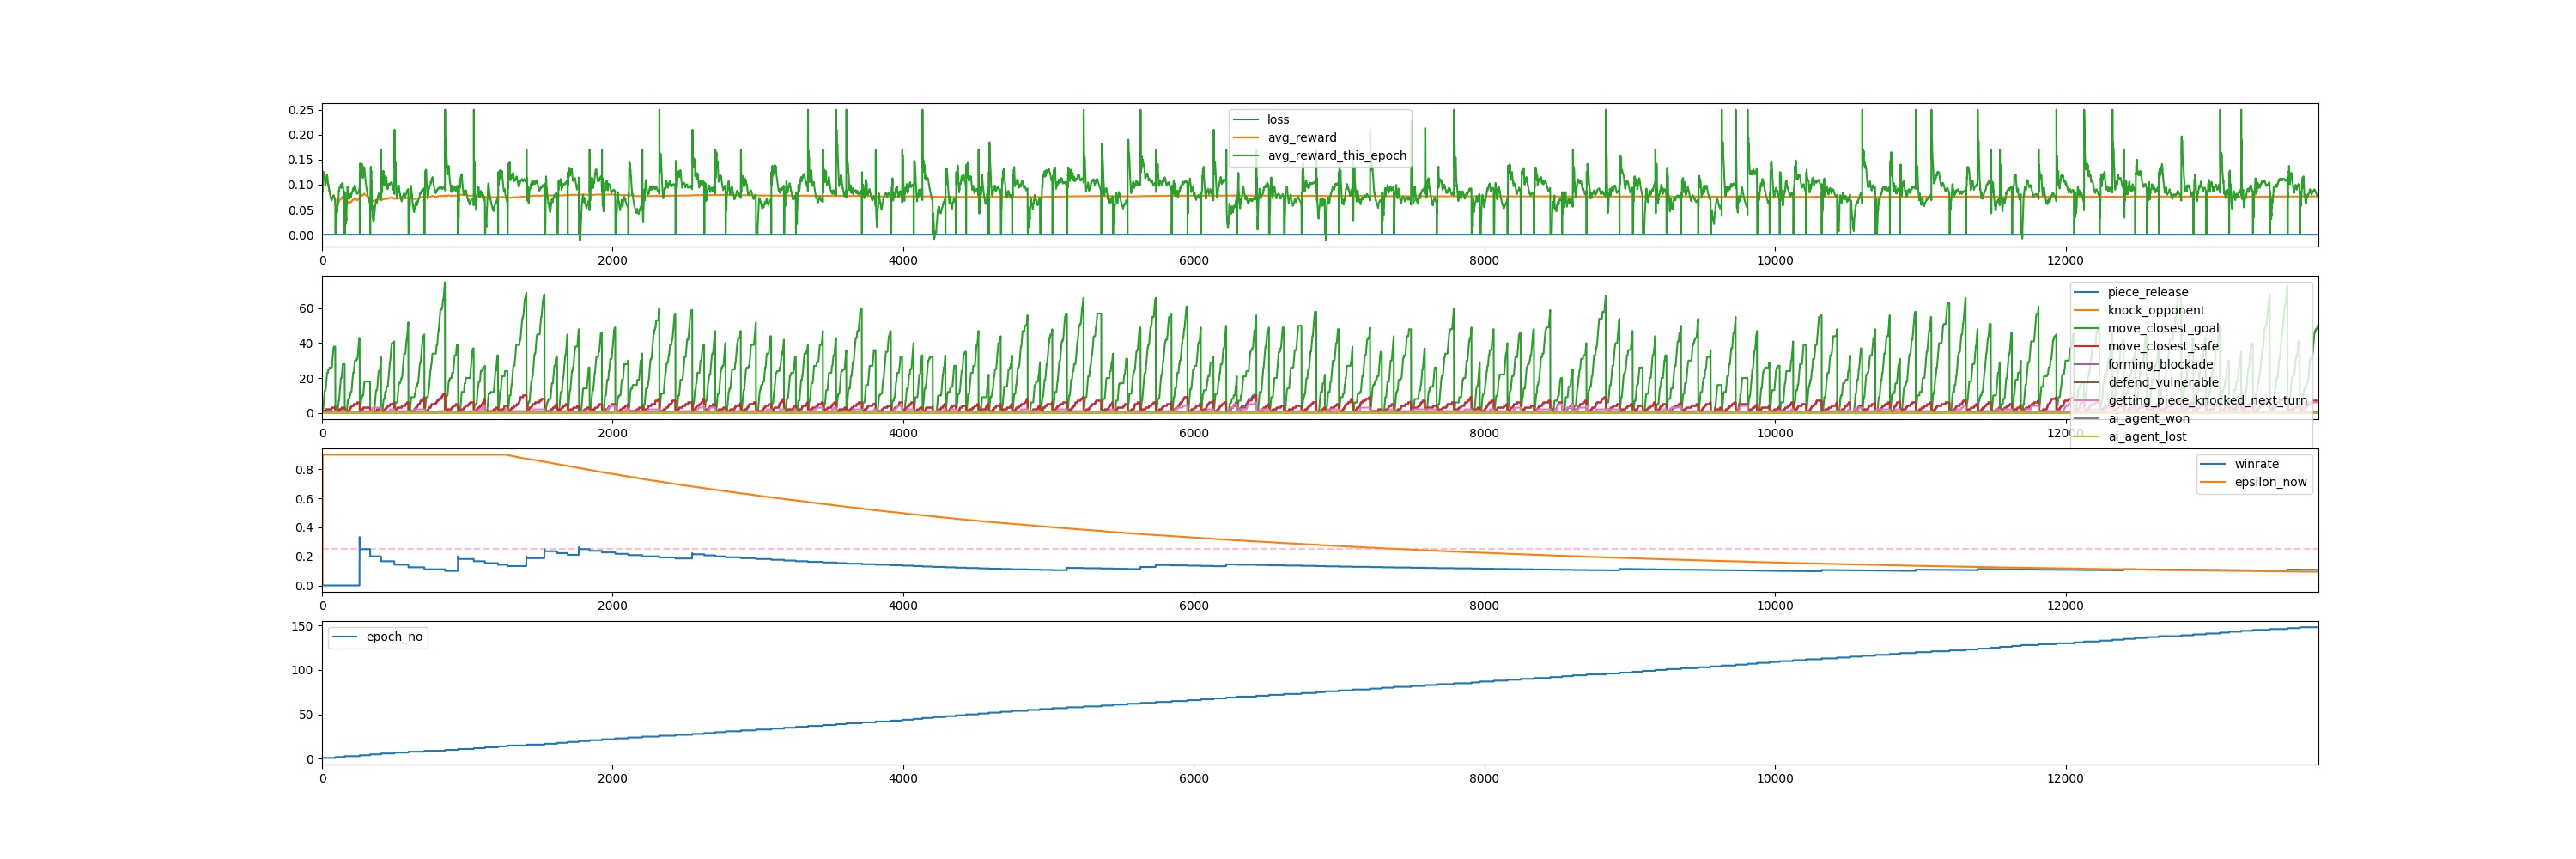 0.25
0.20
0.15
0.10
0.05
0.00
loss
avg_reward
avg_reward_this_epoch
0 2000 4000 6000 8000 10000 12000
60
40
20
0
piece_release
knock_opponent
move_closest_goal
move_closest_safe
forming_blockade
defend_vulnerable
getting_piece_knocked_next_turn
ai_agent_won
ai_agent_lost
0 2000 4000 6000 8000 10000 12000
0.8
0.6
0.4
0.2
0.0
winrate
epsilon_now
0 2000 4000 6000 8000 10000 12000
150
100
50
0
epoch_no
0 2000 4000 6000 8000 10000 12000